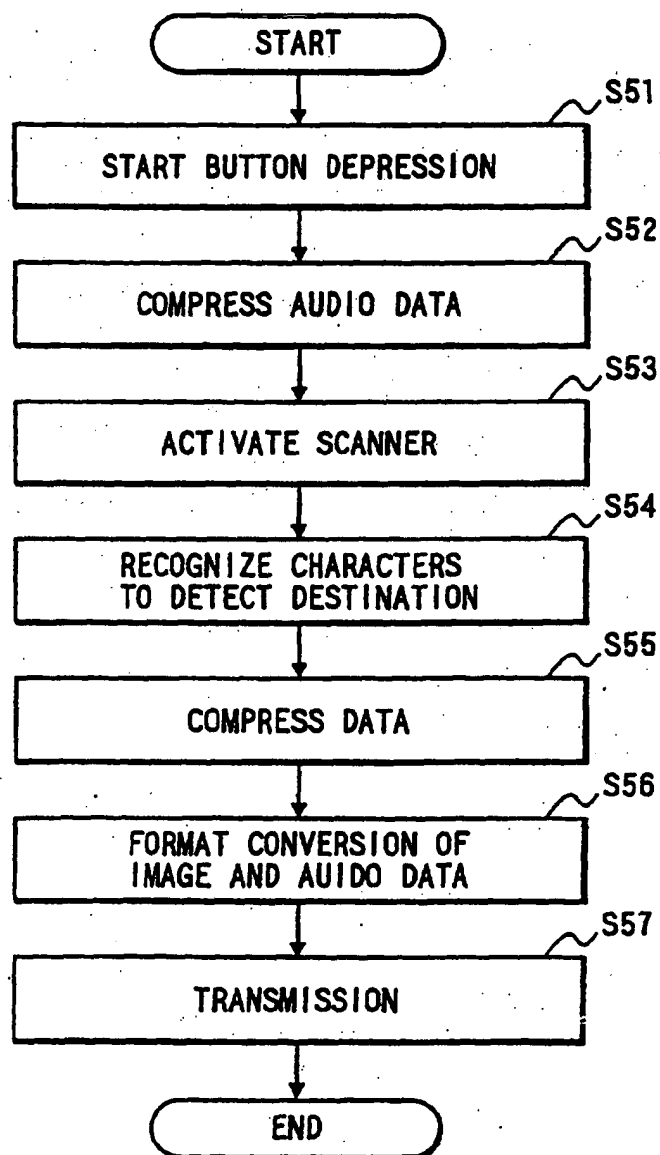 START
S51
START BUTTON DEPRESSION
S52
COMPRESS AUDIO DATA
S53
ACTIVATE SCANNER
S54
RECOGNIZE CHARACTERS
TO DETECT DESTINATION
S55
COMPRESS DATA
S56
FORMAT CONVERSION OF
IMAGE AND AUIDO DATA
S57
TRANSMISSION
END